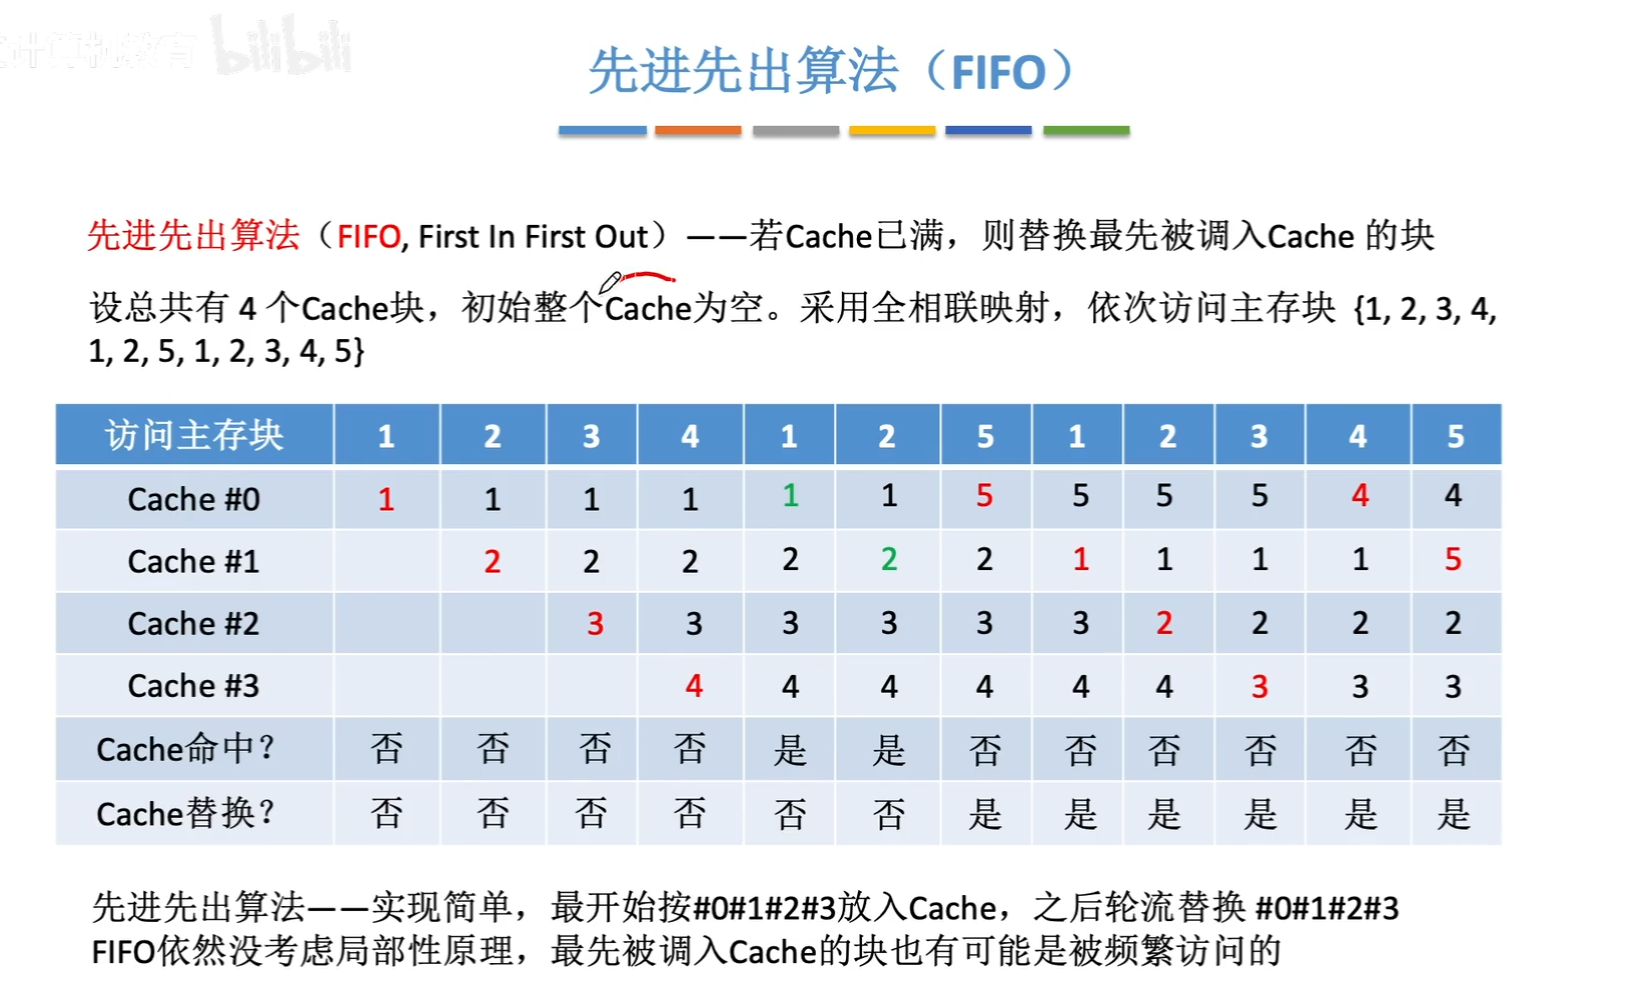 计算机教育 bilibili
先进先出算法（FIFO）
先进先出算法（FIFO, First In First Out）——若Cache已满，则替换最先被调入Cache 的块
设总共有 4 个Cache块，初始整个Cache为空。采用全相联映射，依次访问主存块 {1, 2, 3, 4,
1, 2, 5, 1, 2, 3, 4, 5}
访问主存块 1 2 3 4 1 2 5 1 2 3 4 5
Cache #0 1 1 1 1 1 1 5 5 5 5 4 4
Cache #1 2 2 2 2 2 2 1 1 1 1 5
Cache #2 3 3 3 3 3 3 2 2 2 2
Cache #3 4 4 4 4 4 4 3 3 3
Cache命中？ 否 否 否 否 是 是 否 否 否 否 否 否
Cache替换？ 否 否 否 否 否 否 是 是 是 是 是 是
先进先出算法——实现简单，最开始按#0#1#2#3放入Cache，之后轮流替换 #0#1#2#3
FIFO依然没考虑局部性原理，最先被调入Cache的块也有可能是被频繁访问的